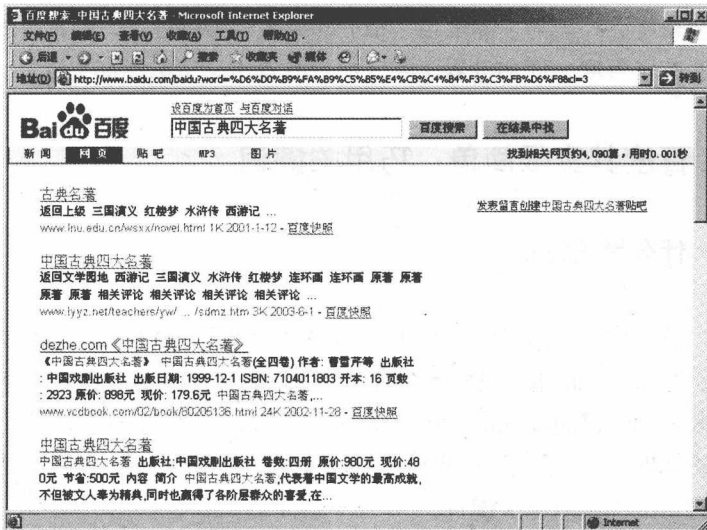 百度搜索_中国古典四大名著 - Microsoft Internet Explorer
文件(F) 编辑(E) 查看(V) 收藏(A) 工具(T) 帮助(H)
后退 搜索 收藏夹 媒体
地址(D) http://www.baidu.com/baidu?word=%D6%D0%B9%FA%B9%C5%B5%E4%CB%C4%B4%F3%C3%FB%D6%F8&cl=3 转到
设百度为首页 与百度对话
Bai百度 中国古典四大名著 百度搜索 在结果中找
新闻 网页 贴吧 MP3 图片 找到相关网页约4,090篇,用时0.001秒
古典名著
返回上级 三国演义 红楼梦 水浒传 西游记 ...
www.lnu.edu.cn/wsxx/novel.html 1K 2001-1-12 - 百度快照
发表留言创建中国古典四大名著贴吧
中国古典四大名著
返回文学园地 西游记 三国演义 水浒传 红楼梦 连环画 连环画 原著 原著
原著 原著 相关评论 相关评论 相关评论 相关评论 ...
www.lyyz.net/teachers/yw/ ... /sdmz.htm 3K 2003-6-1 - 百度快照
dezhe.com《中国古典四大名著》
《中国古典四大名著》 中国古典四大名著(全四卷) 作者: 曹雪芹等 出版社
: 中国戏剧出版社 出版日期: 1999-12-1 ISBN: 7104011803 开本: 16 页数
: 2923 原价: 898元 现价: 179.6元 中国古典四大名著,...
www.vcdbook.com/02/book/80205136.html 24K 2002-11-28 - 百度快照
中国古典四大名著
中国古典四大名著 出版社:中国戏剧出版社 卷数:四册 原价:980元 现价:48
0元 节省:500元 内容 简介 中国古典四大名著,代表着中国文学的最高成就,
不但被文人奉为精典,同时也赢得了各阶层群众的喜爱,在...
Internet